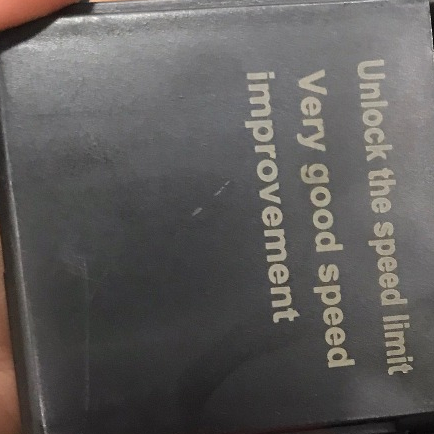 Unlock the speed limit
Very good speed
improvement